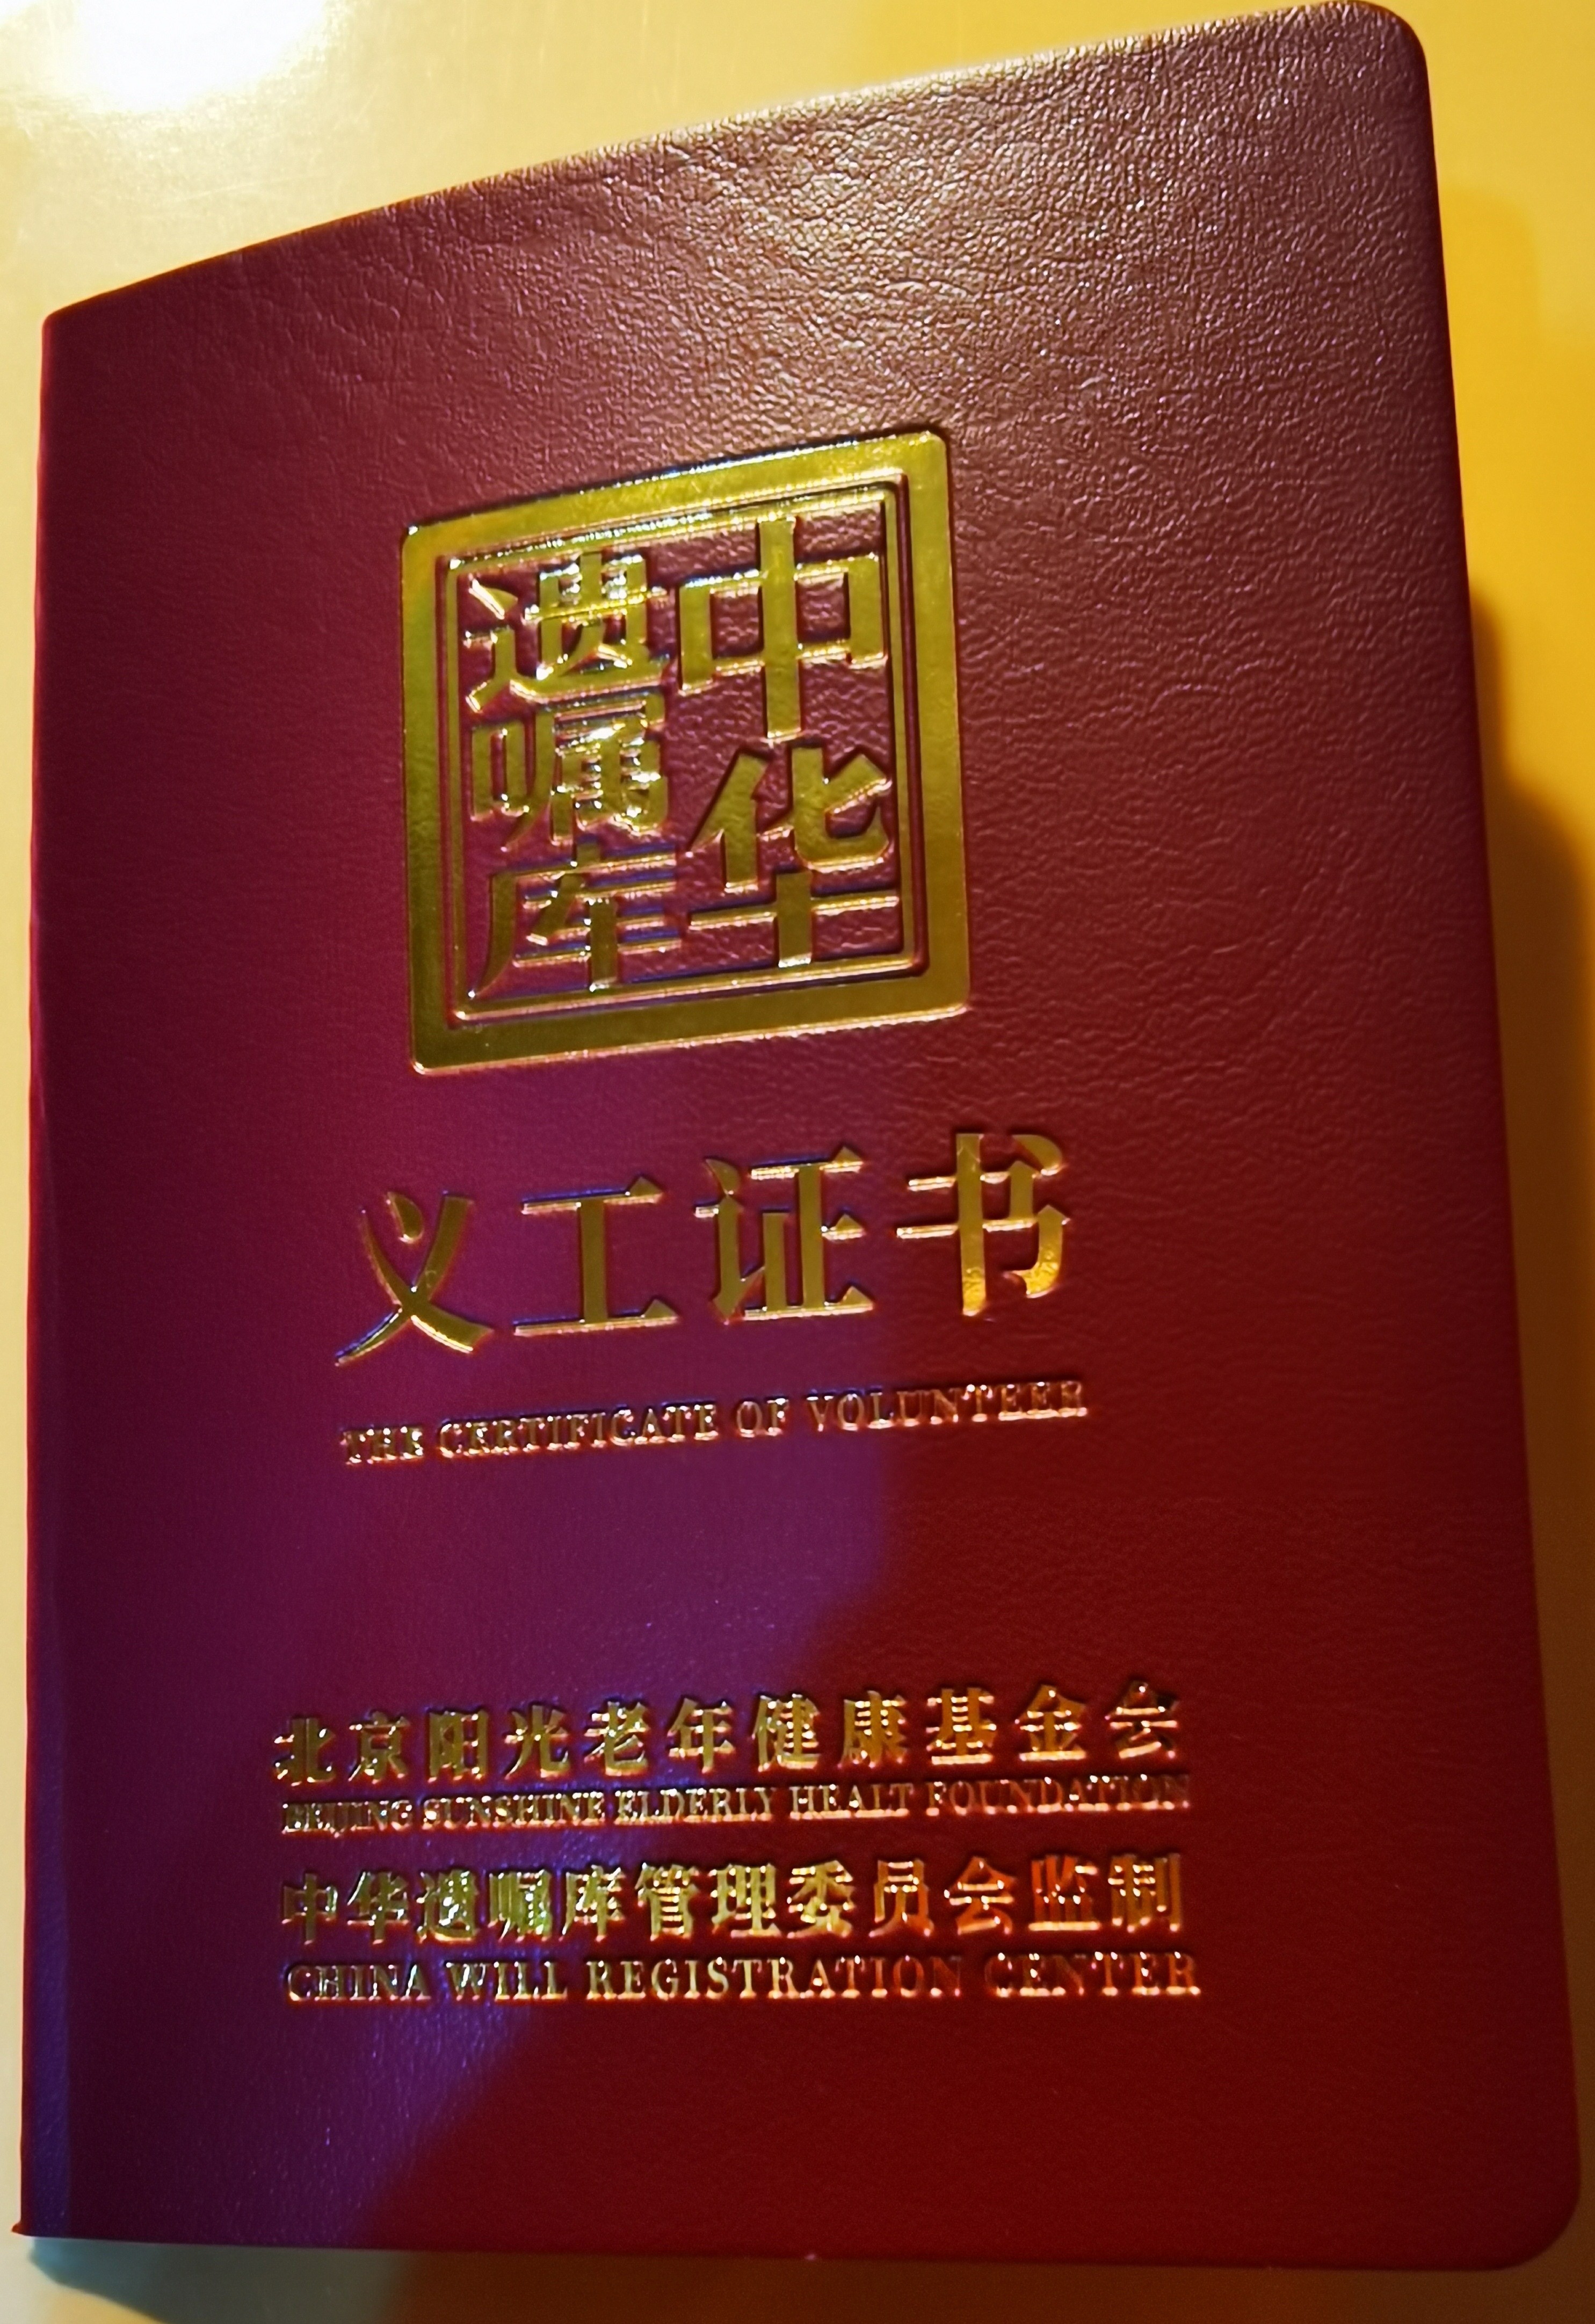 中华
遗嘱库
义工证书
THE CERTIFICATE OF VOLUNTEER
北京阳光老年健康基金会
BEIJING SUNSHINE ELDERLY HEALT FOUNDATION
中华遗嘱库管理委员会监制
CHINA WILL REGISTRATION CENTER